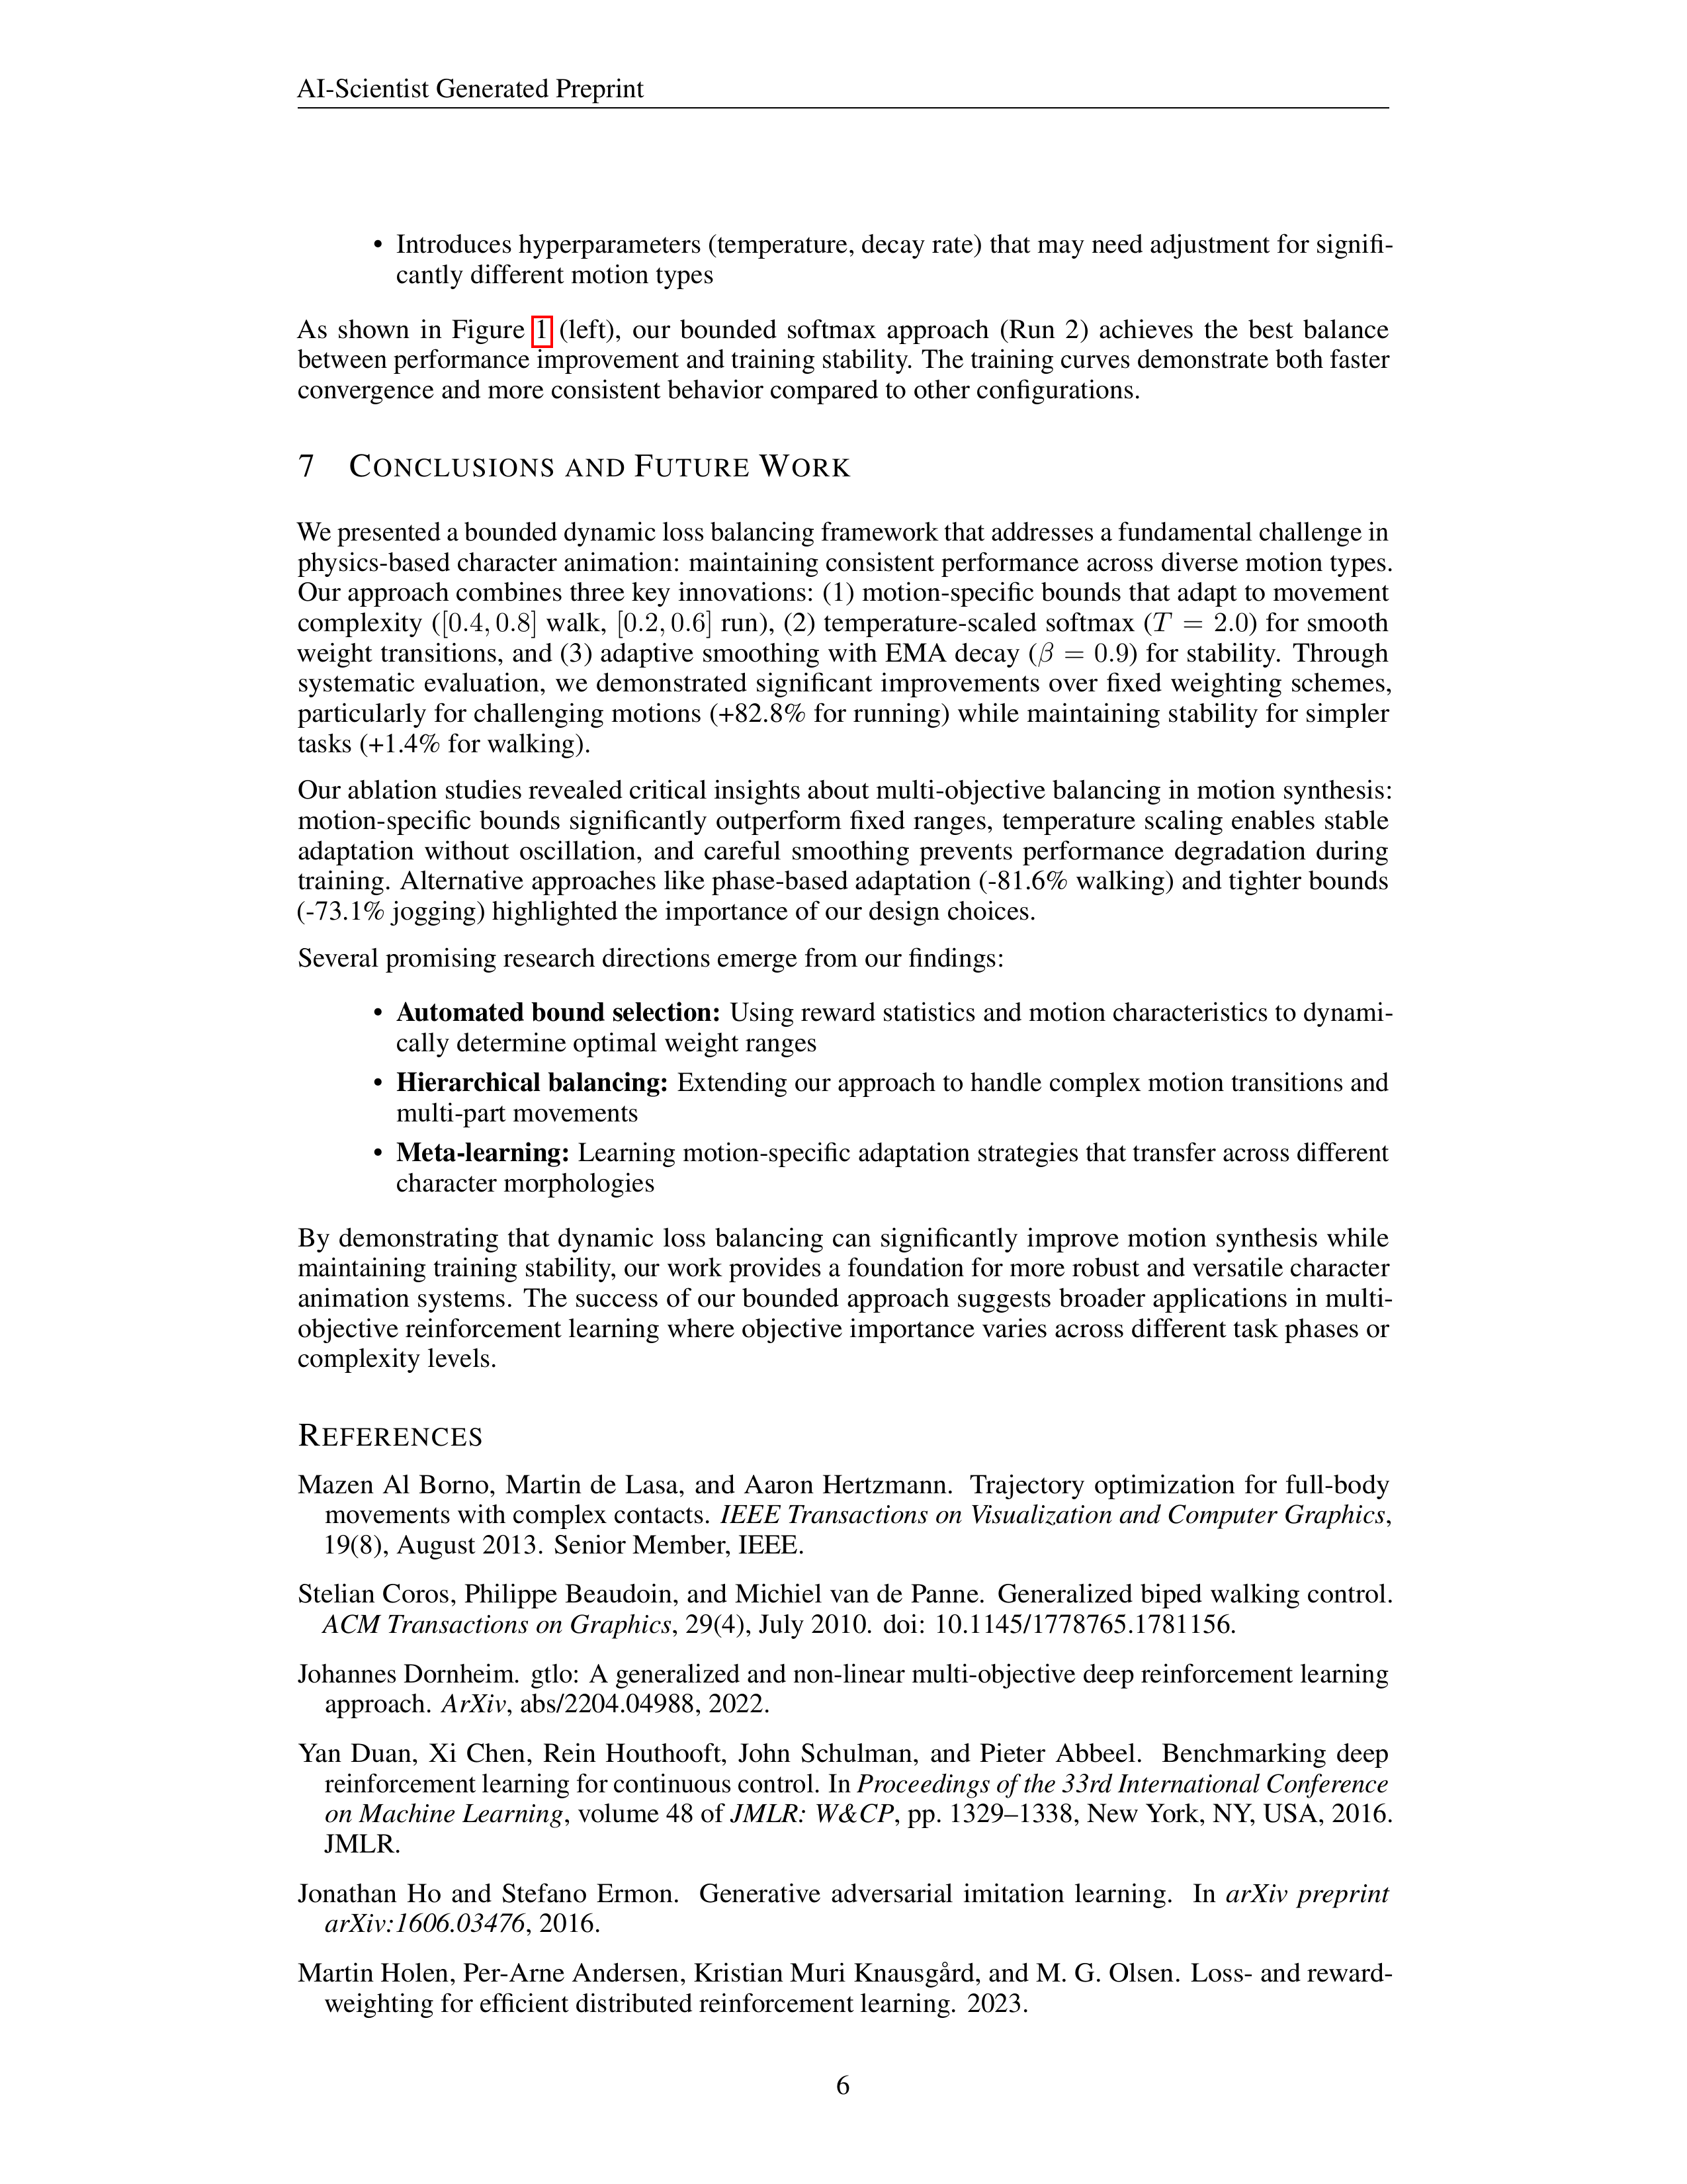 AI-Scientist Generated Preprint
• Introduces hyperparameters (temperature, decay rate) that may need adjustment for signifi-
cantly different motion types
As shown in Figure 1 (left), our bounded softmax approach (Run 2) achieves the best balance
between performance improvement and training stability. The training curves demonstrate both faster
convergence and more consistent behavior compared to other configurations.
7 CONCLUSIONS AND FUTURE WORK
We presented a bounded dynamic loss balancing framework that addresses a fundamental challenge in
physics-based character animation: maintaining consistent performance across diverse motion types.
Our approach combines three key innovations: (1) motion-specific bounds that adapt to movement
complexity ([0.4, 0.8] walk, [0.2, 0.6] run), (2) temperature-scaled softmax (T = 2.0) for smooth
weight transitions, and (3) adaptive smoothing with EMA decay (β = 0.9) for stability. Through
systematic evaluation, we demonstrated significant improvements over fixed weighting schemes,
particularly for challenging motions (+82.8% for running) while maintaining stability for simpler
tasks (+1.4% for walking).
Our ablation studies revealed critical insights about multi-objective balancing in motion synthesis:
motion-specific bounds significantly outperform fixed ranges, temperature scaling enables stable
adaptation without oscillation, and careful smoothing prevents performance degradation during
training. Alternative approaches like phase-based adaptation (-81.6% walking) and tighter bounds
(-73.1% jogging) highlighted the importance of our design choices.
Several promising research directions emerge from our findings:
• Automated bound selection: Using reward statistics and motion characteristics to dynami-
cally determine optimal weight ranges
• Hierarchical balancing: Extending our approach to handle complex motion transitions and
multi-part movements
• Meta-learning: Learning motion-specific adaptation strategies that transfer across different
character morphologies
By demonstrating that dynamic loss balancing can significantly improve motion synthesis while
maintaining training stability, our work provides a foundation for more robust and versatile character
animation systems. The success of our bounded approach suggests broader applications in multi-
objective reinforcement learning where objective importance varies across different task phases or
complexity levels.
REFERENCES
Mazen Al Borno, Martin de Lasa, and Aaron Hertzmann. Trajectory optimization for full-body
movements with complex contacts. IEEE Transactions on Visualization and Computer Graphics,
19(8), August 2013. Senior Member, IEEE.
Stelian Coros, Philippe Beaudoin, and Michiel van de Panne. Generalized biped walking control.
ACM Transactions on Graphics, 29(4), July 2010. doi: 10.1145/1778765.1781156.
Johannes Dornheim. gtlo: A generalized and non-linear multi-objective deep reinforcement learning
approach. ArXiv, abs/2204.04988, 2022.
Yan Duan, Xi Chen, Rein Houthooft, John Schulman, and Pieter Abbeel. Benchmarking deep
reinforcement learning for continuous control. In Proceedings of the 33rd International Conference
on Machine Learning, volume 48 of JMLR: W&CP, pp. 1329–1338, New York, NY, USA, 2016.
JMLR.
Jonathan Ho and Stefano Ermon. Generative adversarial imitation learning. In arXiv preprint
arXiv:1606.03476, 2016.
Martin Holen, Per-Arne Andersen, Kristian Muri Knausgård, and M. G. Olsen. Loss- and reward-
weighting for efficient distributed reinforcement learning. 2023.
6